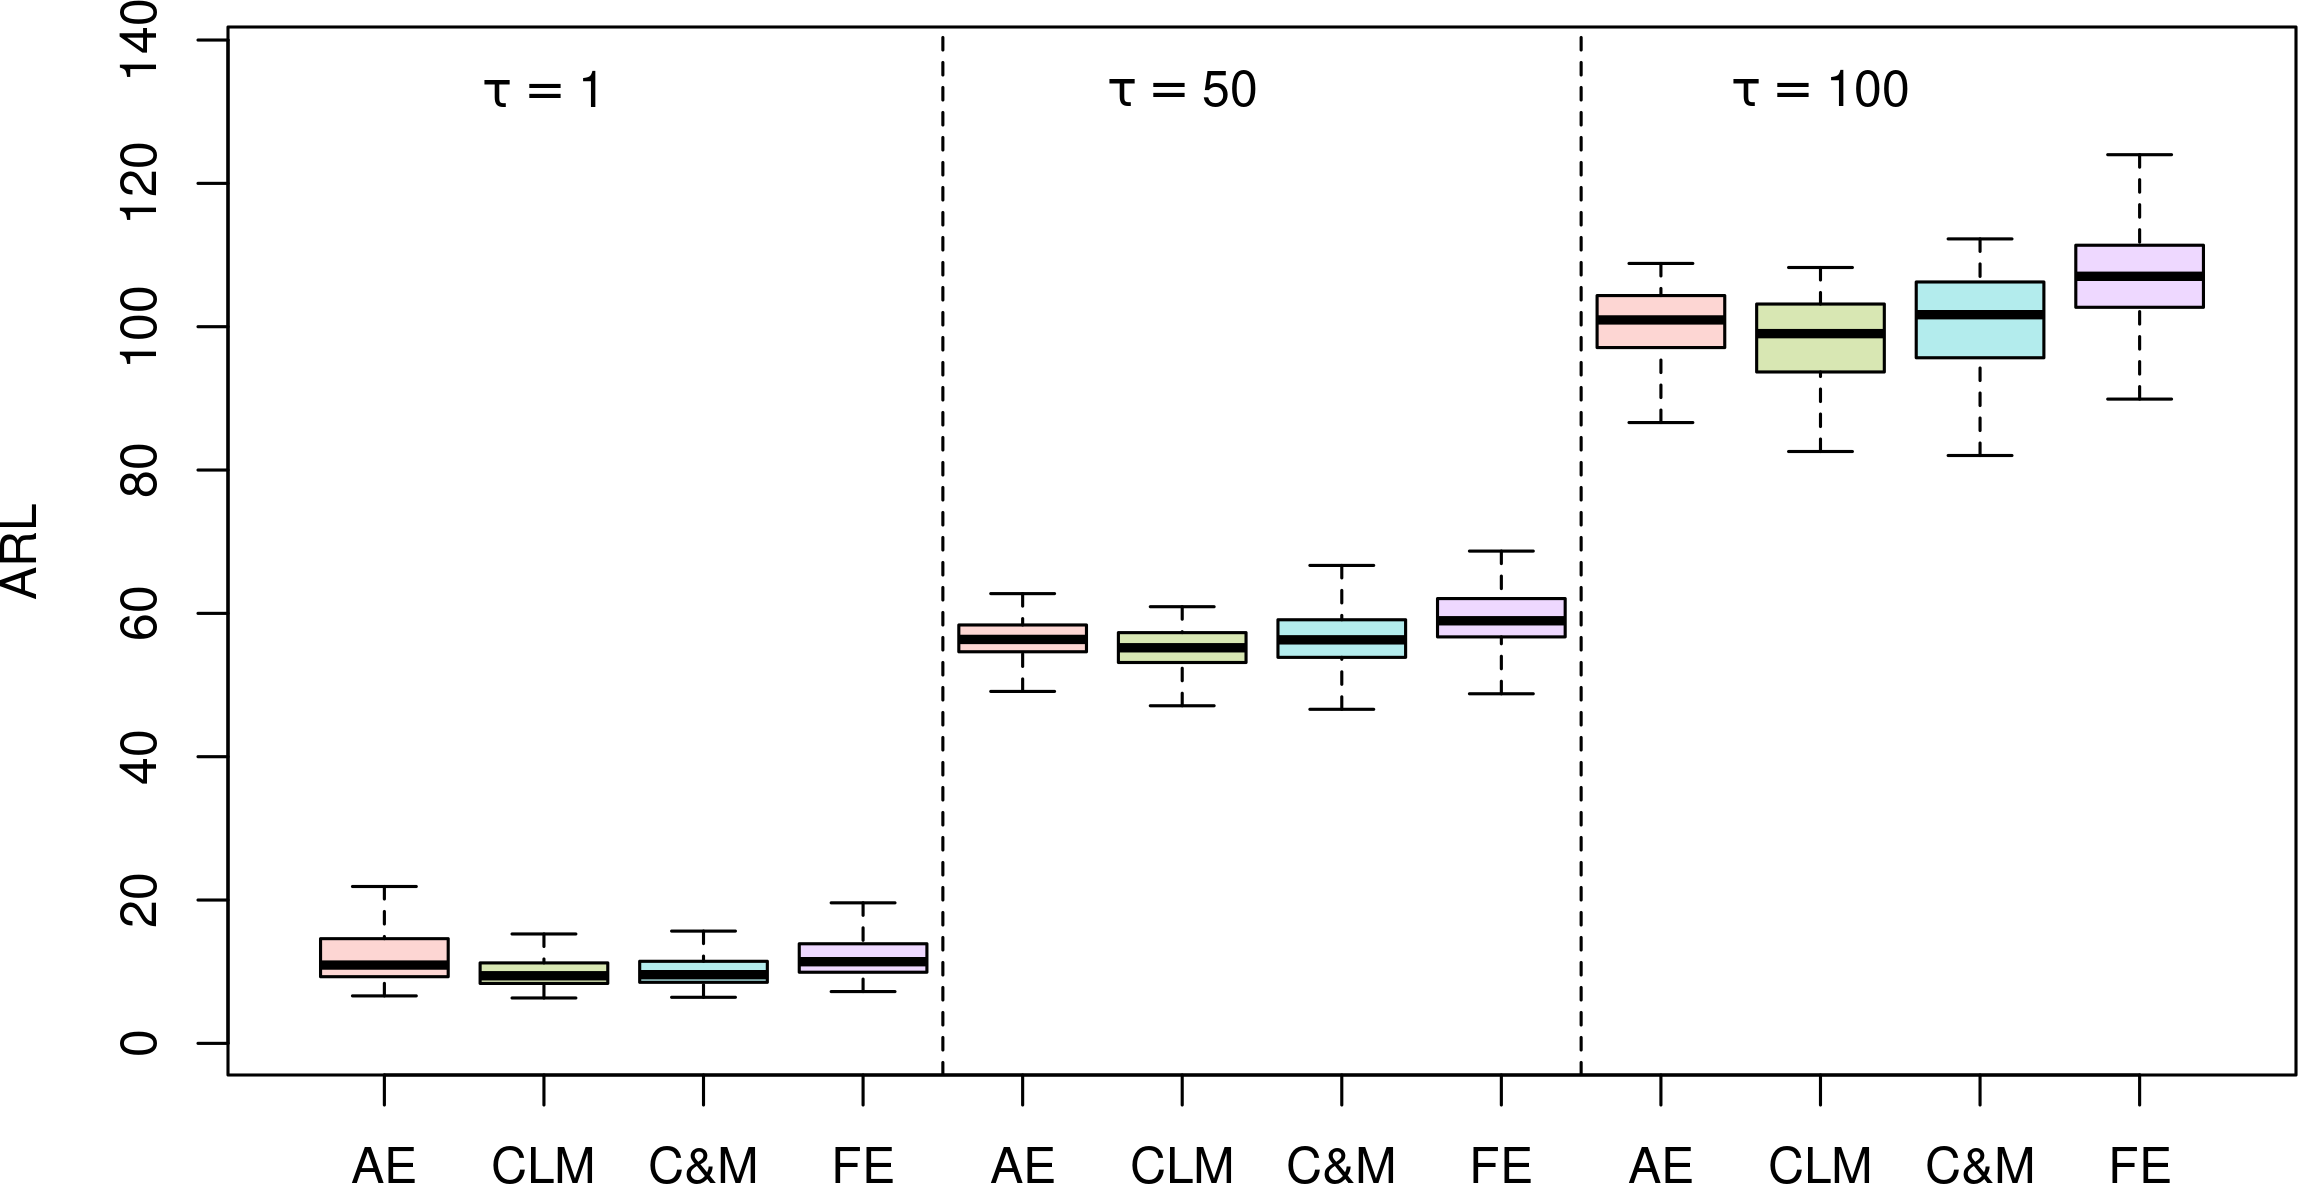 τ = 1
τ = 50
τ = 100
ARL
140
120
100
80
60
40
20
0
AE CLM C&M FE AE CLM C&M FE AE CLM C&M FE